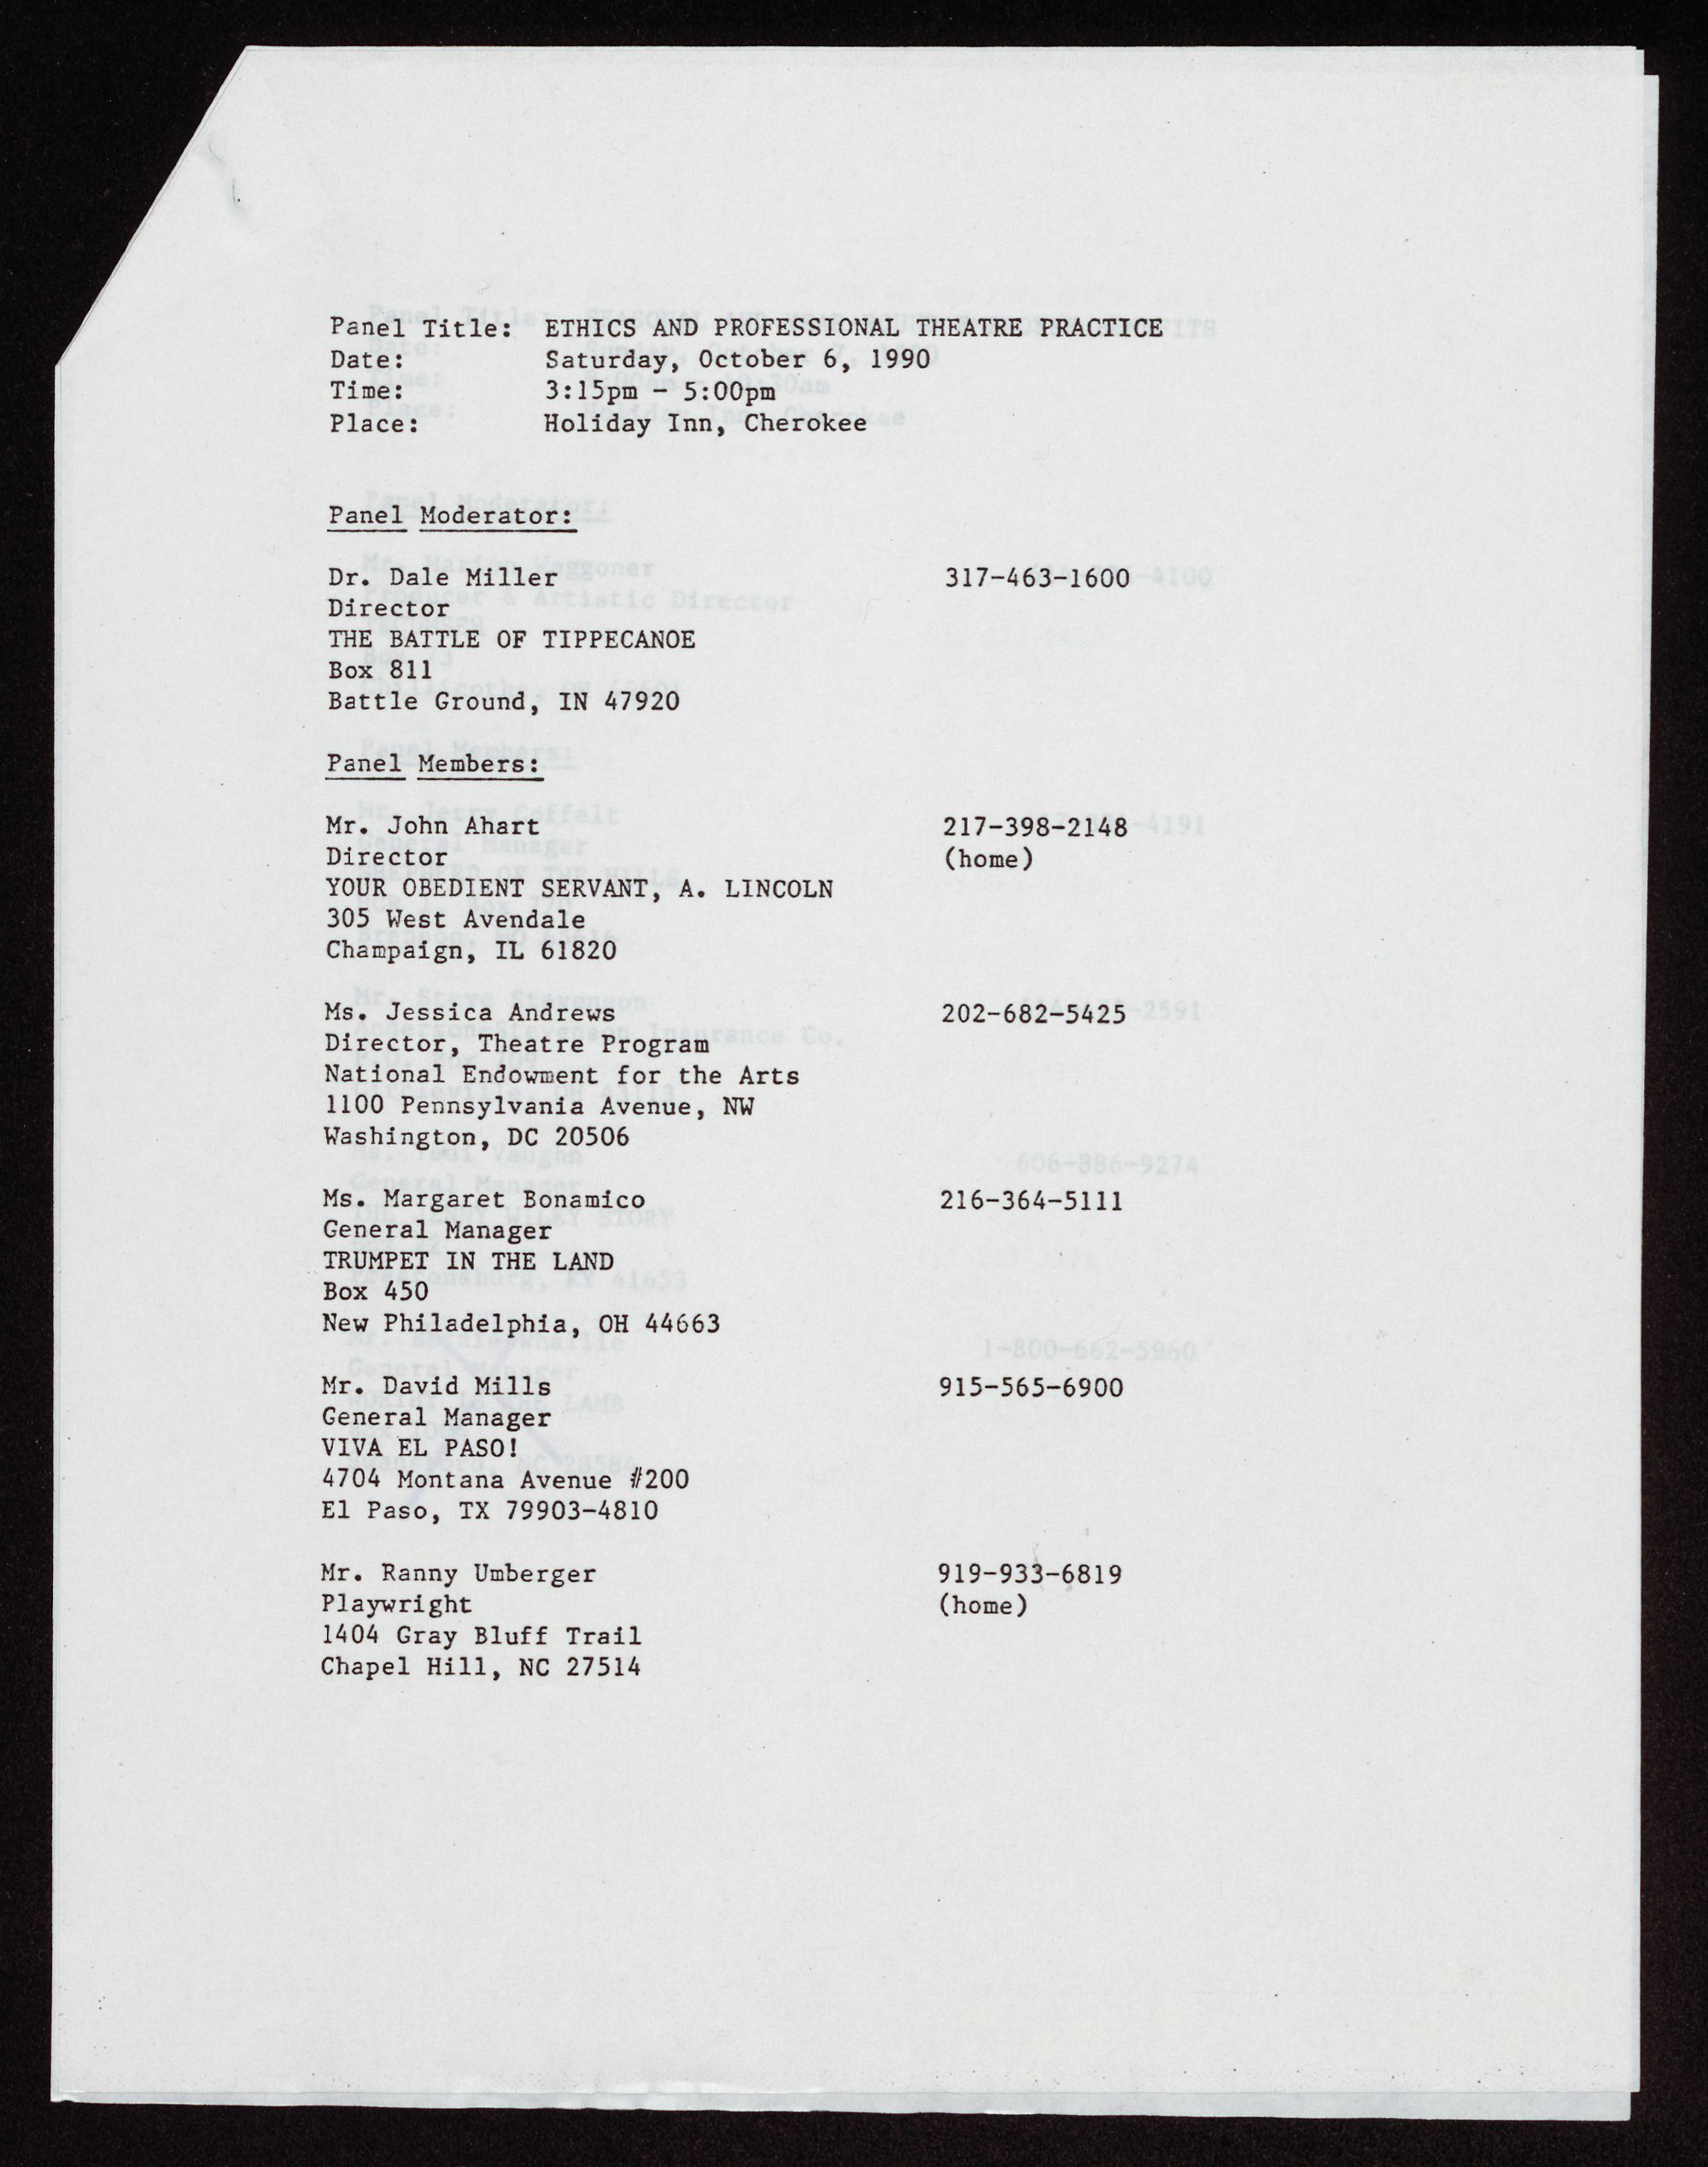 Panel Title: ETHICS AND PROFESSIONAL THEATRE PRACTICE
Date: Saturday, October 6, 1990
Time: 3:15pm - 5:00pm
Place: Holiday Inn, Cherokee
Panel Moderator:
Dr. Dale Miller 317-463-1600
Director
THE BATTLE OF TIPPECANOE
Box 811
Battle Ground, IN 47920
Panel Members:
Mr. John Ahart 217-398-2148
Director (home)
YOUR OBEDIENT SERVANT, A. LINCOLN
305 West Avendale
Champaign, IL 61820
Ms. Jessica Andrews 202-682-5425
Director, Theatre Program
National Endowment for the Arts
1100 Pennsylvania Avenue, NW
Washington, DC 20506
Ms. Margaret Bonamico 216-364-5111
General Manager
TRUMPET IN THE LAND
Box 450
New Philadelphia, OH 44663
Mr. David Mills 915-565-6900
General Manager
VIVA EL PASO!
4704 Montana Avenue #200
El Paso, TX 79903-4810
Mr. Ranny Umberger 919-933-6819
Playwright (home)
1404 Gray Bluff Trail
Chapel Hill, NC 27514